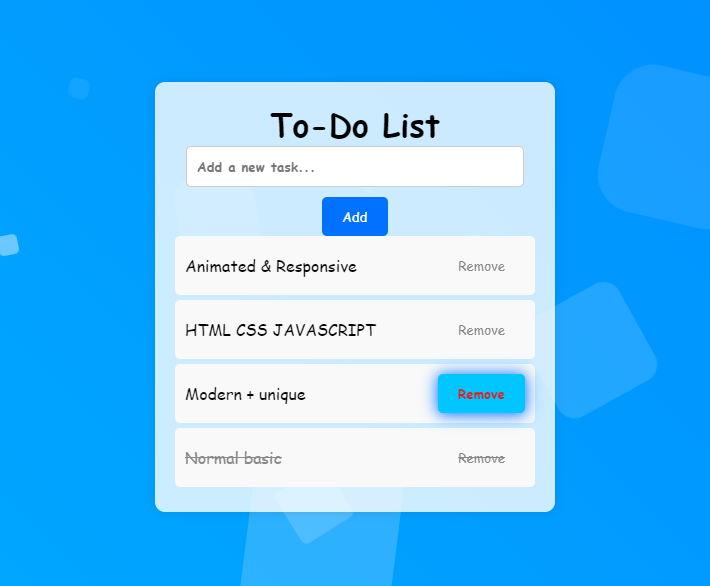 To-Do List
Add a new task...
Add
Animated & Responsive Remove
HTML CSS JAVASCRIPT Remove
Modern + unique Remove
Normal basic Remove